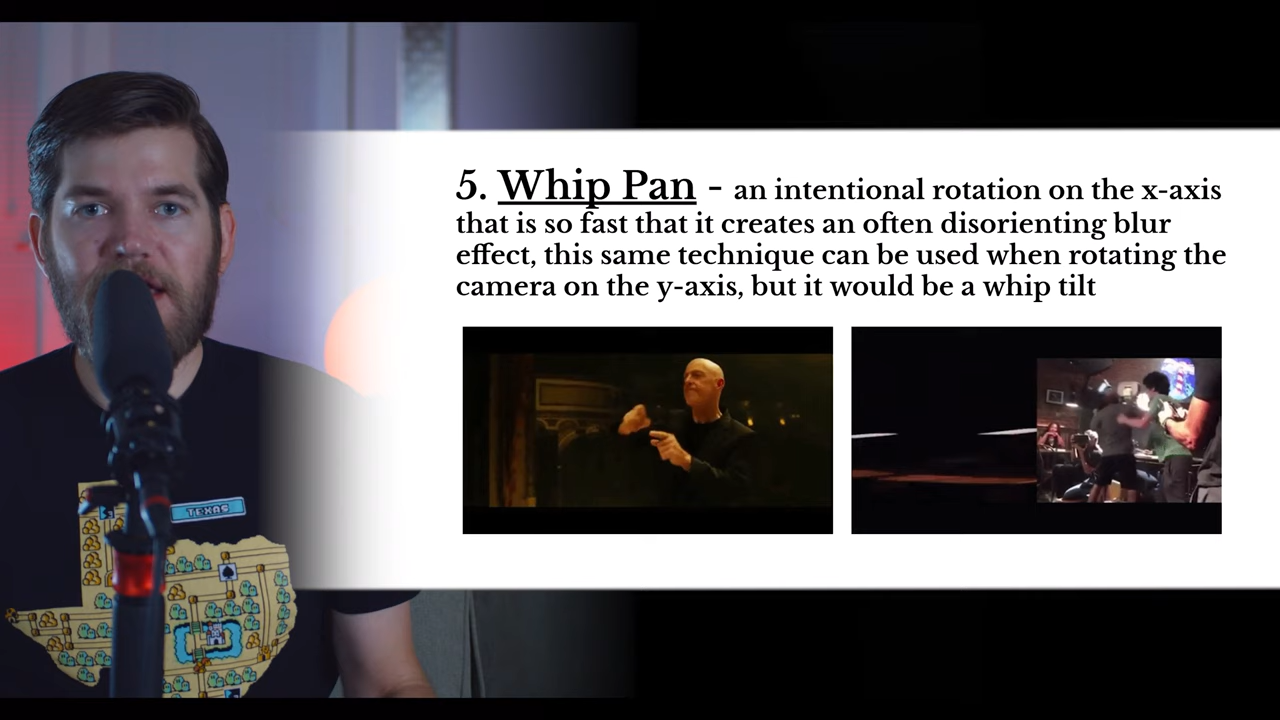 5. Whip Pan - an intentional rotation on the x-axis
that is so fast that it creates an often disorienting blur
effect, this same technique can be used when rotating the
camera on the y-axis, but it would be a whip tilt
TEXAS